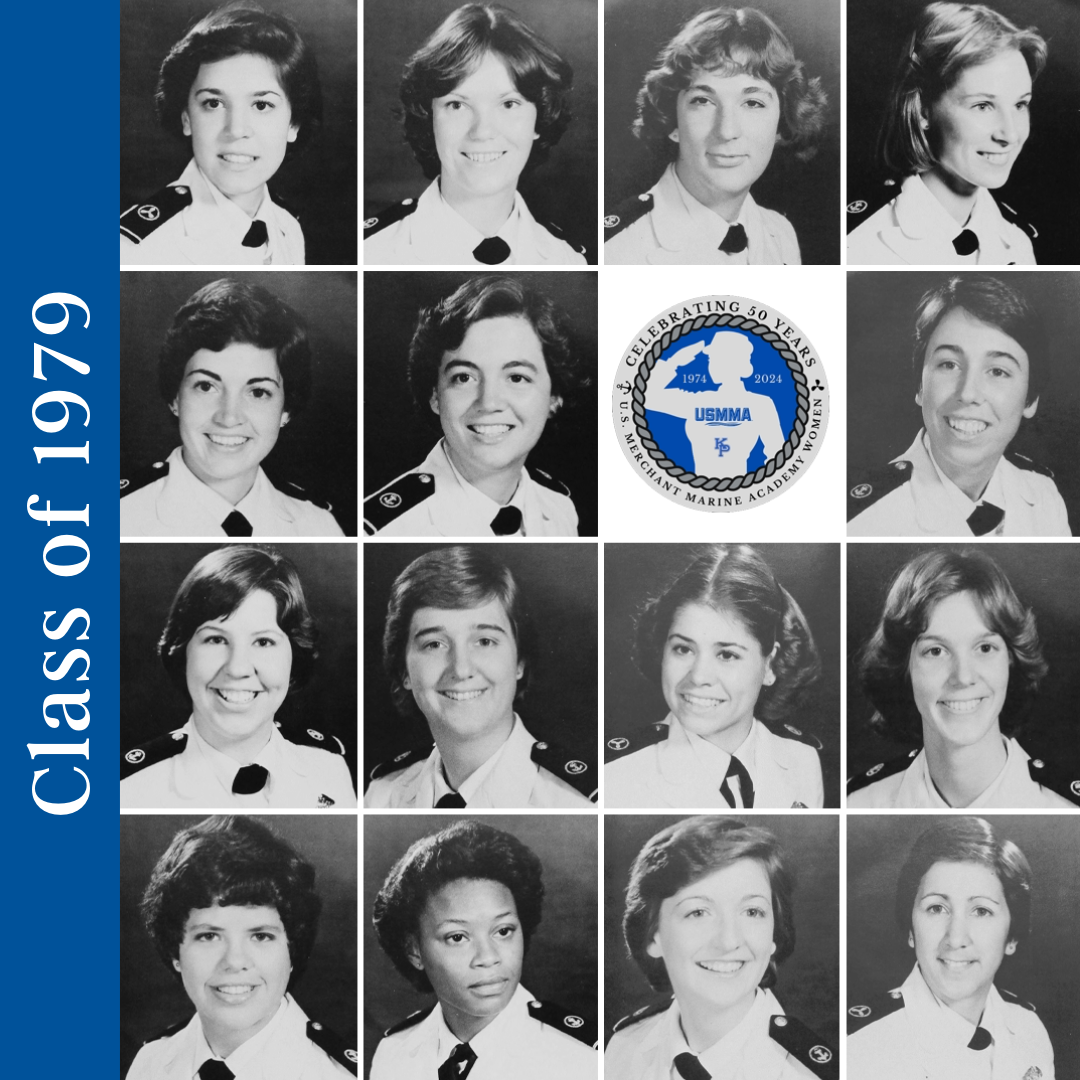 Class of 1979
CELEBRATING 50 YEARS
1974
2024
USMMA
KP
U.S. MERCHANT MARINE ACADEMY WOMEN